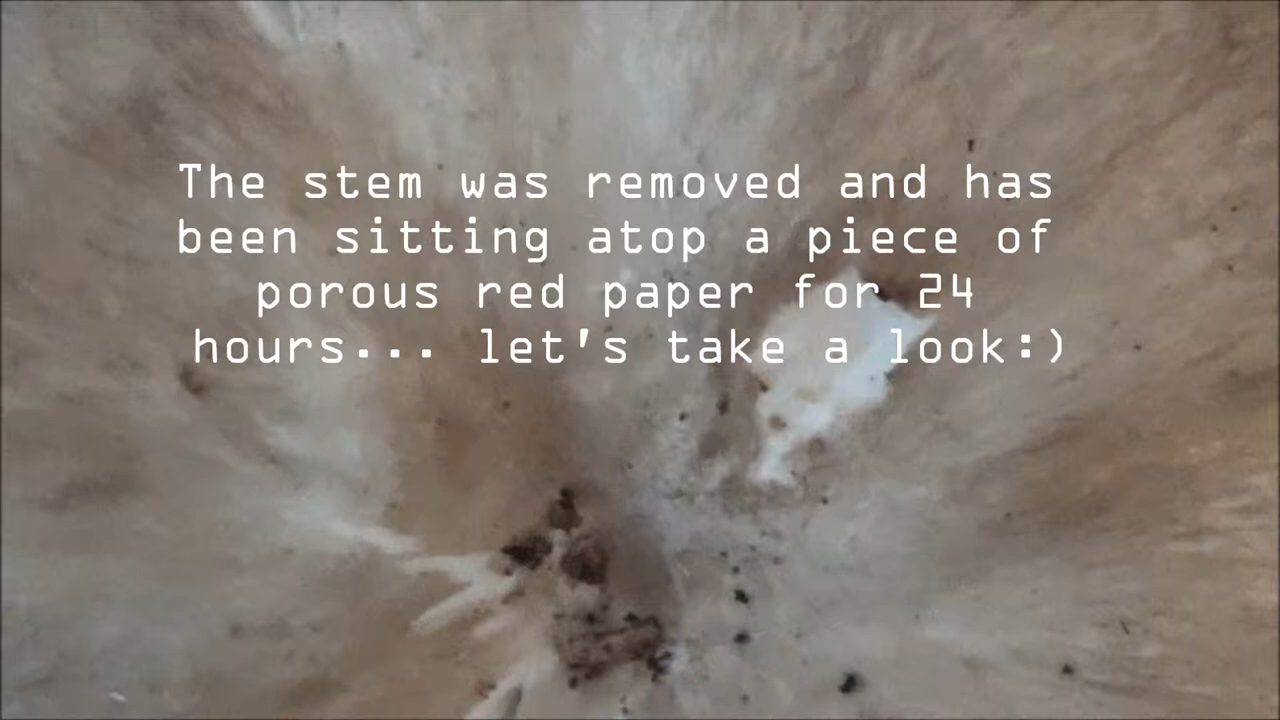 The stem was removed and has
been sitting atop a piece of
porous red paper for 24
hours... let's take a look:)